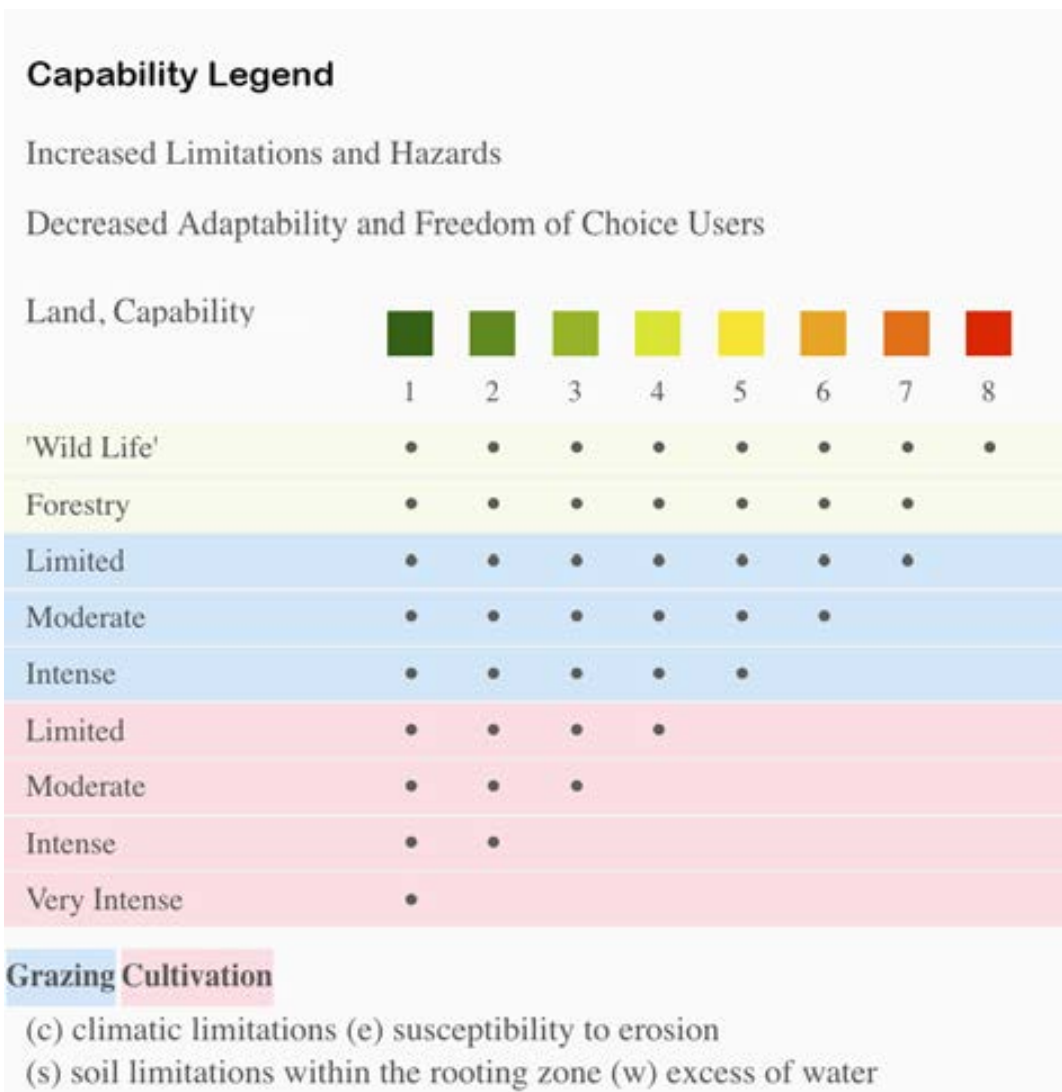 Capability Legend
Increased Limitations and Hazards
Decreased Adaptability and Freedom of Choice Users
Land, Capability
1 2 3 4 5 6 7 8
'Wild Life' • • • • • • • •
Forestry • • • • • • •
Limited • • • • • • •
Moderate • • • • • •
Intense • • • • •
Limited • • • •
Moderate • • •
Intense • •
Very Intense •
Grazing Cultivation
(c) climatic limitations (e) susceptibility to erosion
(s) soil limitations within the rooting zone (w) excess of water